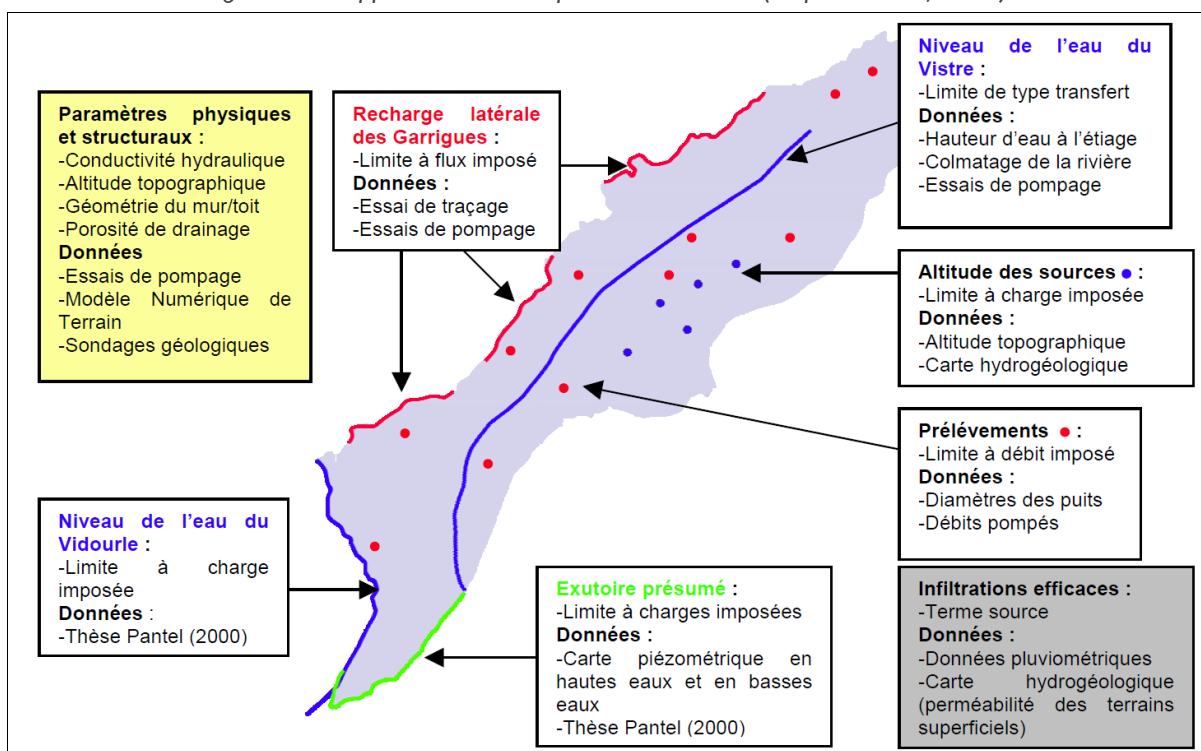 Paramètres physiques
et structuraux :
-Conductivité hydraulique
-Altitude topographique
-Géométrie du mur/toit
-Porosité de drainage
Données
-Essais de pompage
-Modèle Numérique de
Terrain
-Sondages géologiques
Recharge latérale
des Garrigues :
-Limite à flux imposé
Données :
-Essai de traçage
-Essais de pompage
Niveau de l'eau du
Vistre :
-Limite de type transfert
Données :
-Hauteur d'eau à l'étiage
-Colmatage de la rivière
-Essais de pompage
Altitude des sources :
-Limite à charge imposée
Données :
-Altitude topographique
-Carte hydrogéologique
Prélévements :
-Limite à débit imposé
Données :
-Diamètres des puits
-Débits pompés
Niveau de l'eau du
Vidourle :
-Limite à charge
imposée
Données :
-Thèse Pantel (2000)
Exutoire présumé :
-Limite à charges imposées
Données :
-Carte piézométrique en
hautes eaux et en basses
eaux
-Thèse Pantel (2000)
Infiltrations efficaces :
-Terme source
Données :
-Données pluviométriques
-Carte hydrogéologique
(perméabilité des terrains
superficiels)